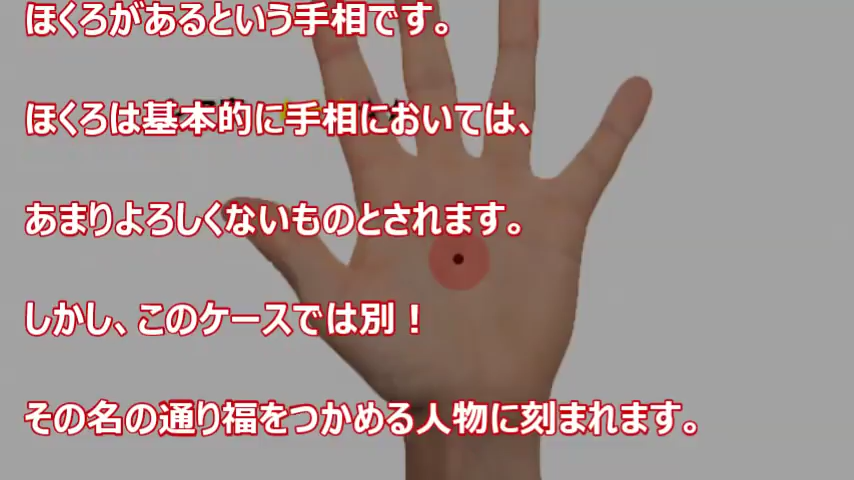 ほくろがあるという手相です。
ほくろは基本的に手相においては、
あまりよろしくないものとされます。
しかし、このケースでは別！
その名の通り福をつかめる人物に刻まれます。